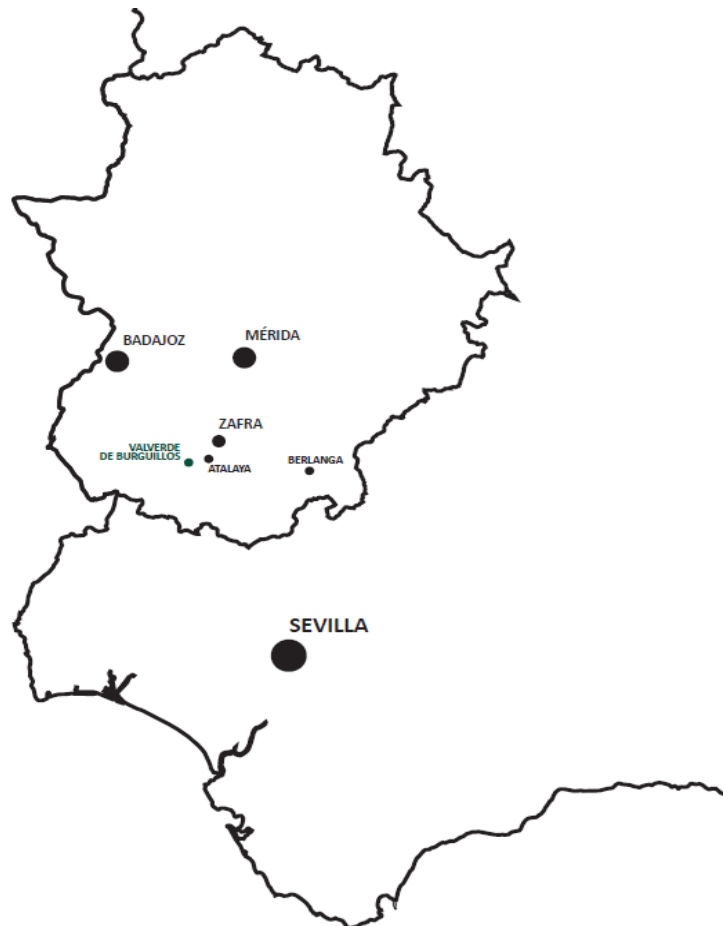 BADAJOZ
MÉRIDA
ZAFRA
VALVERDE
DE BURGUILLOS
ATALAYA
BERLANGA
SEVILLA